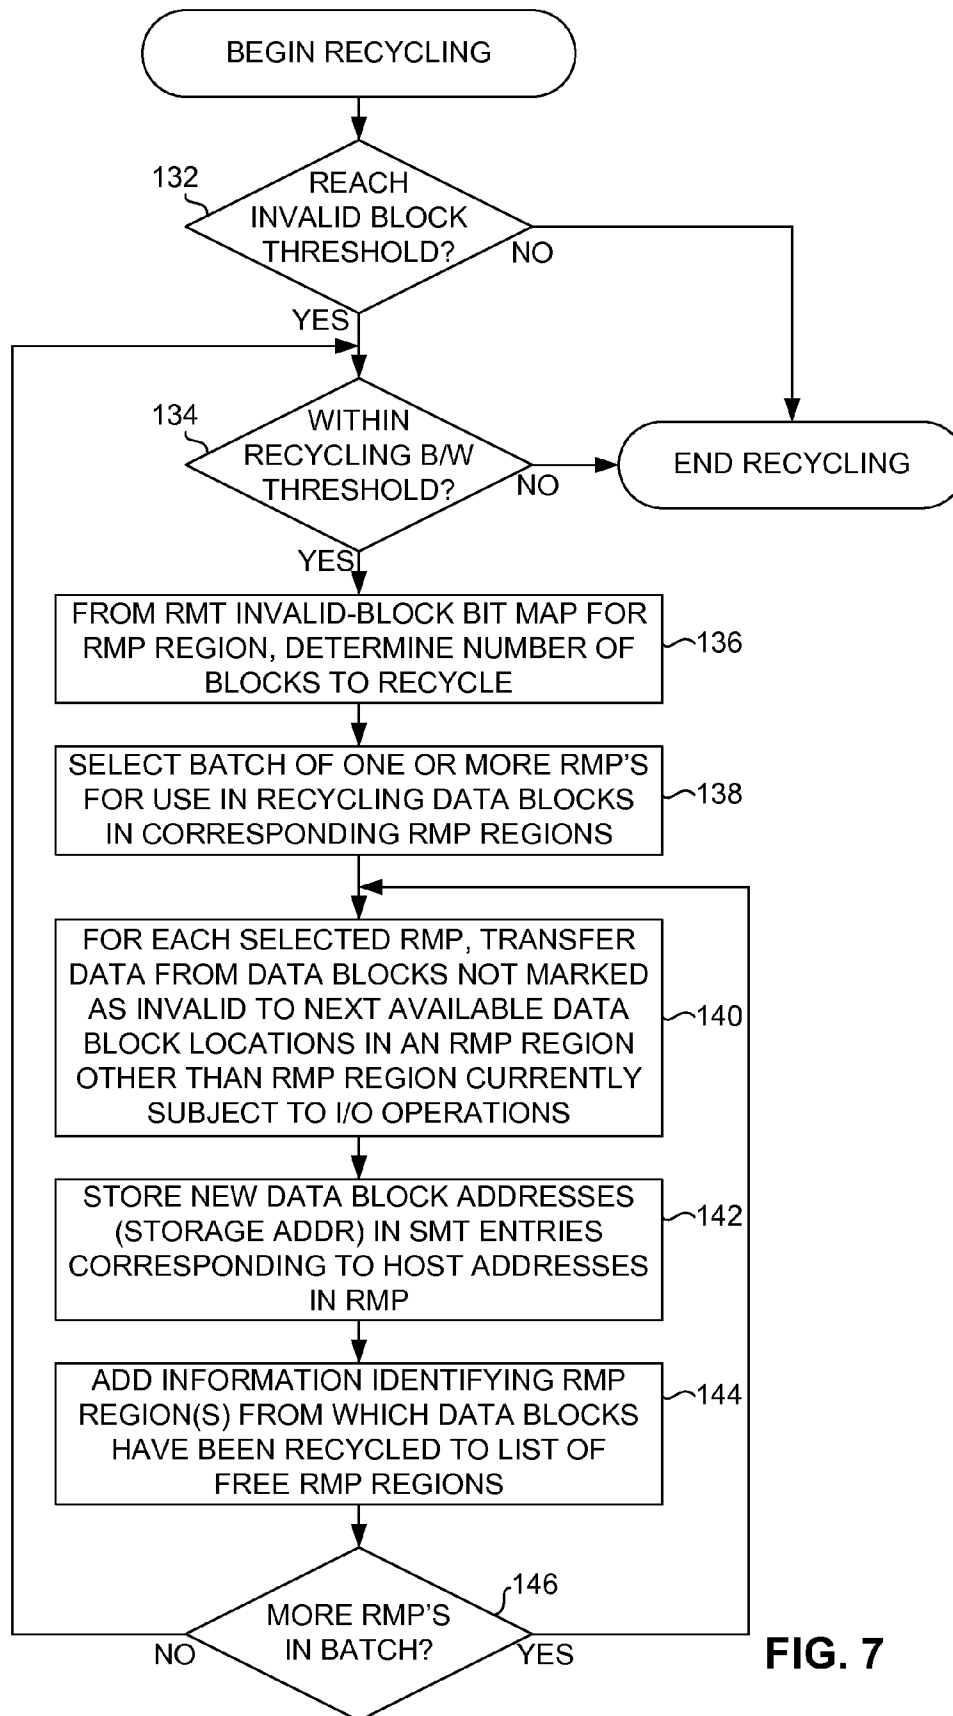 BEGIN RECYCLING
132
REACH
INVALID BLOCK
THRESHOLD?
NO
YES
134
WITHIN
RECYCLING B/W
THRESHOLD?
NO
END RECYCLING
YES
FROM RMT INVALID-BLOCK BIT MAP FOR
RMP REGION, DETERMINE NUMBER OF
BLOCKS TO RECYCLE
136
SELECT BATCH OF ONE OR MORE RMP'S
FOR USE IN RECYCLING DATA BLOCKS
IN CORRESPONDING RMP REGIONS
138
FOR EACH SELECTED RMP, TRANSFER
DATA FROM DATA BLOCKS NOT MARKED
AS INVALID TO NEXT AVAILABLE DATA
BLOCK LOCATIONS IN AN RMP REGION
OTHER THAN RMP REGION CURRENTLY
SUBJECT TO I/O OPERATIONS
140
STORE NEW DATA BLOCK ADDRESSES
(STORAGE ADDR) IN SMT ENTRIES
CORRESPONDING TO HOST ADDRESSES
IN RMP
142
ADD INFORMATION IDENTIFYING RMP
REGION(S) FROM WHICH DATA BLOCKS
HAVE BEEN RECYCLED TO LIST OF
FREE RMP REGIONS
144
146
MORE RMP'S
IN BATCH?
NO
YES
FIG. 7